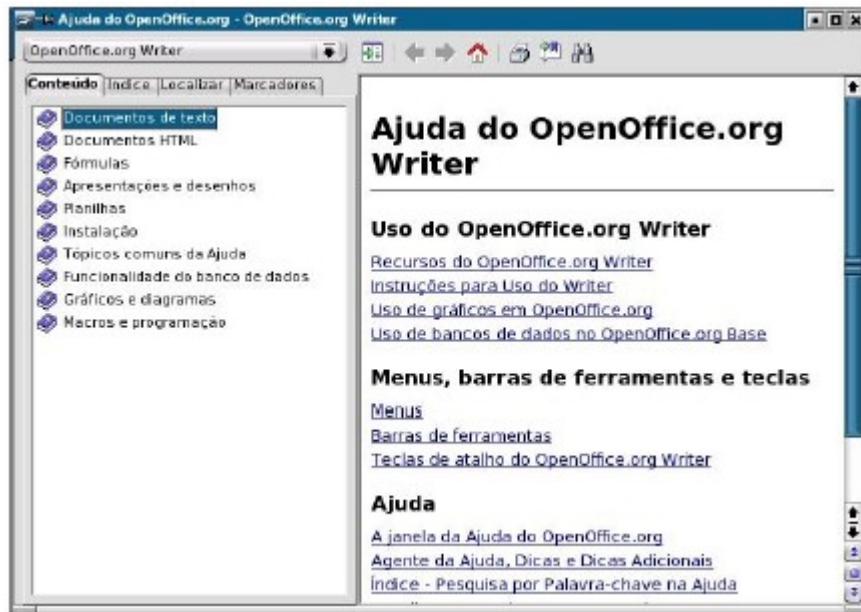 Ajuda do OpenOffice.org - OpenOffice.org Writer
OpenOffice.org Writer
Conteúdo Índice Localizar Marcadores
Documentos de texto
Documentos HTML
Fórmulas
Apresentações e desenhos
Planilhas
Instalação
Tópicos comuns da Ajuda
Funcionalidade do banco de dados
Gráficos e diagramas
Macros e programação
Ajuda do OpenOffice.org
Writer
Uso do OpenOffice.org Writer
Recursos do OpenOffice.org Writer
Instruções para Uso do Writer
Uso de gráficos em OpenOffice.org
Uso de bancos de dados no OpenOffice.org Base
Menus, barras de ferramentas e teclas
Menus
Barras de ferramentas
Teclas de atalho do OpenOffice.org Writer
Ajuda
A janela da Ajuda do OpenOffice.org
Agente da Ajuda, Dicas e Dicas Adicionais
Índice - Pesquisa por Palavra-chave na Ajuda